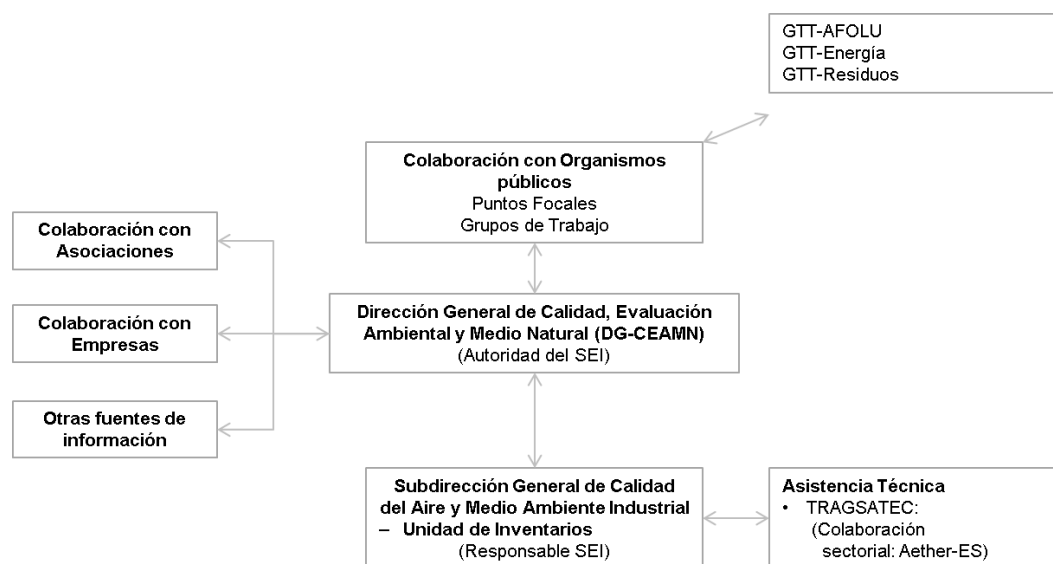 GTT-AFOLU
GTT-Energía
GTT-Residuos
Colaboración con Organismos
públicos
Puntos Focales
Grupos de Trabajo
Colaboración con
Asociaciones
Colaboración con
Empresas
Otras fuentes de
información
Dirección General de Calidad, Evaluación
Ambiental y Medio Natural (DG-CEAMN)
(Autoridad del SEI)
Subdirección General de Calidad
del Aire y Medio Ambiente Industrial
– Unidad de Inventarios
(Responsable SEI)
Asistencia Técnica
• TRAGSATEC:
(Colaboración
sectorial: Aether-ES)